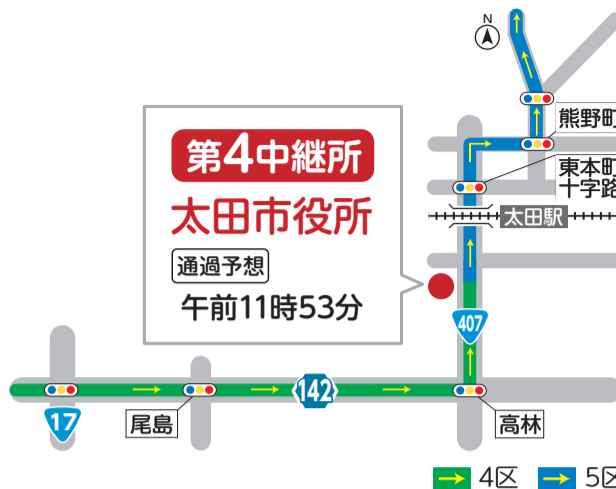 N
熊野町
東本町
十字路
太田駅
第4中継所
太田市役所
通過予想
午前11時53分
407
142
17
尾島
高林
4区
5区